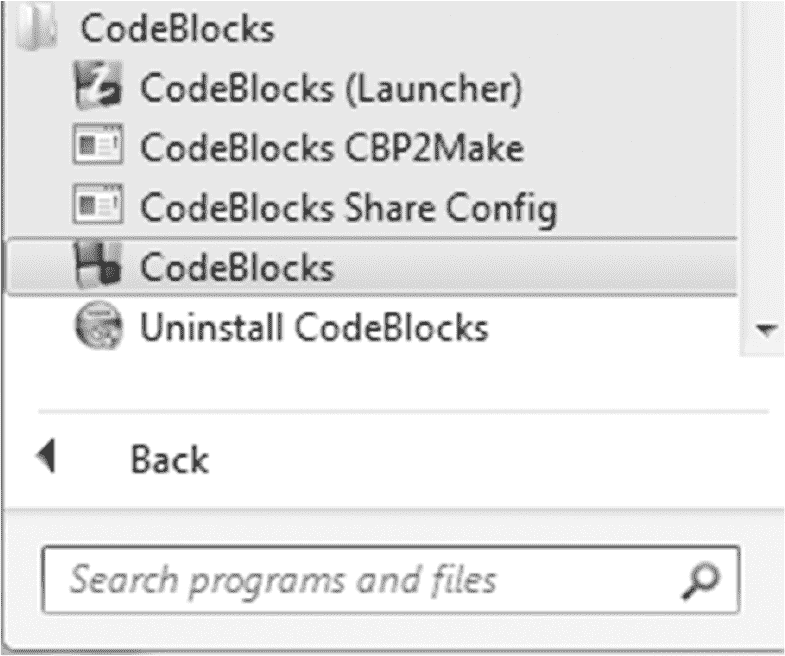 CodeBlocks
CodeBlocks (Launcher)
CodeBlocks CBP2Make
CodeBlocks Share Config
CodeBlocks
Uninstall CodeBlocks
Back
Search programs and files